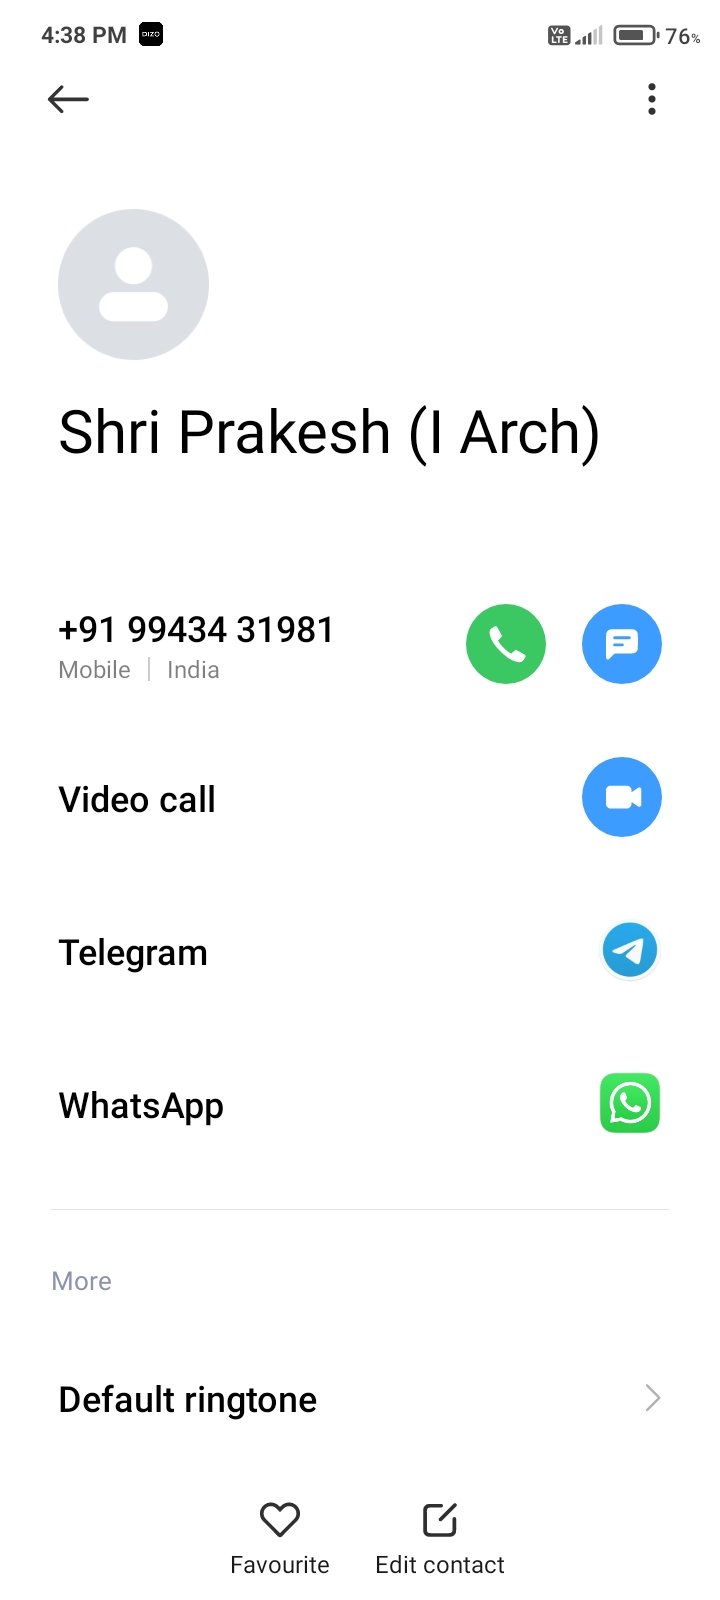 4:38 PM DIZO Vo LTE 76%
Shri Prakesh (I Arch)
+91 99434 31981
Mobile | India
Video call
Telegram
WhatsApp
More
Default ringtone
Favourite Edit contact